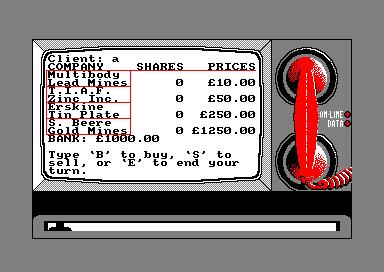 Client: a
COMPANY SHARES PRICES
Multibody
Lead Mines 0 £10.00
T.I.A.F.
Zinc Inc. 0 £50.00
Erskine
Tin Plate 0 £250.00
S. Beere
Gold Mines 0 £1250.00
BANK: £1000.00
Type 'B' to buy, 'S' to
sell, or 'E' to end your
turn.
ON-LINE
DATA